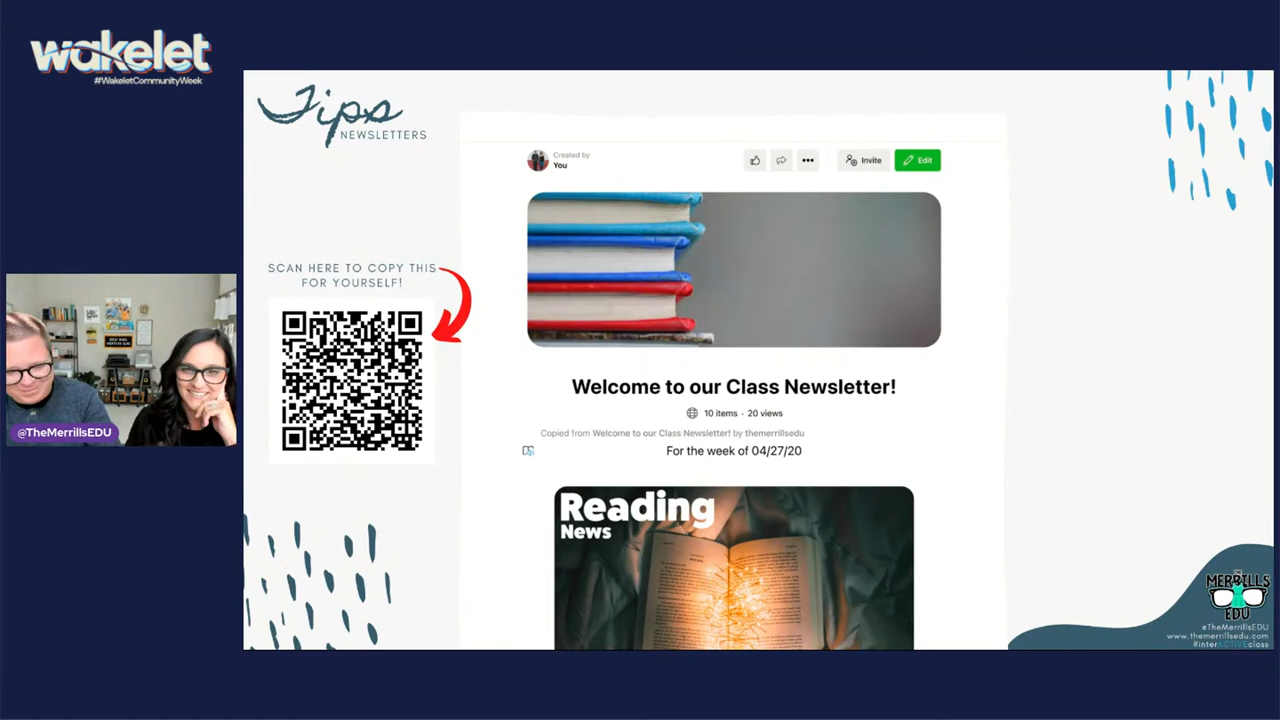 wakelet
#WakeletCommunityWeek
Tips
NEWSLETTERS
Created by
You
Invite
Edit
SCAN HERE TO COPY THIS
FOR YOURSELF!
@TheMerrillsEDU
Welcome to our Class Newsletter!
10 items - 20 views
Copied from Welcome to our Class Newsletter! by themerrillsedu
For the week of 04/27/20
Reading
News
THE
MERRILLS
EDU
@TheMerrillsEDU
www.themerrillsedu.com
#interACTIVEclass